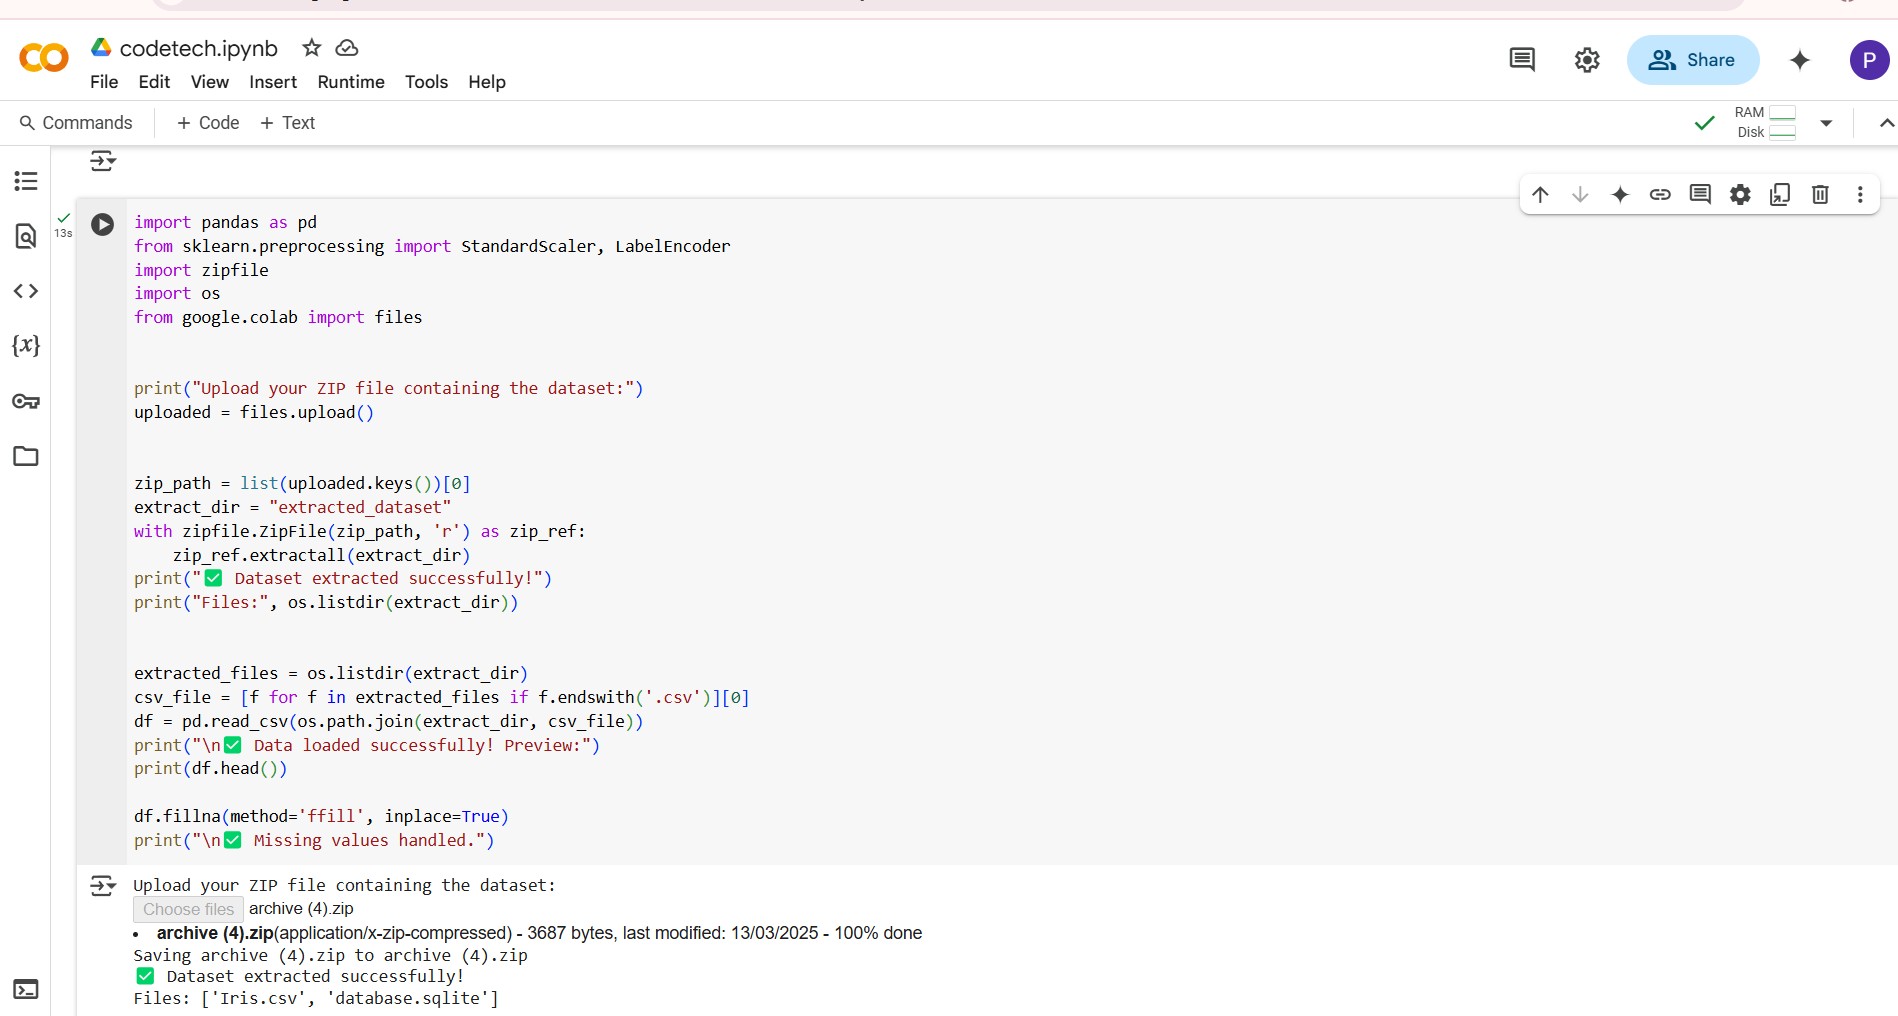 codetech.ipynb
File Edit View Insert Runtime Tools Help
Share
P
Commands + Code + Text
RAM
Disk
13s
import pandas as pd
from sklearn.preprocessing import StandardScaler, LabelEncoder
import zipfile
import os
from google.colab import files
print("Upload your ZIP file containing the dataset:")
uploaded = files.upload()
zip_path = list(uploaded.keys())[0]
extract_dir = "extracted_dataset"
with zipfile.ZipFile(zip_path, 'r') as zip_ref:
    zip_ref.extractall(extract_dir)
print("✅ Dataset extracted successfully!")
print("Files:", os.listdir(extract_dir))
extracted_files = os.listdir(extract_dir)
csv_file = [f for f in extracted_files if f.endswith('.csv')][0]
df = pd.read_csv(os.path.join(extract_dir, csv_file))
print("\n✅ Data loaded successfully! Preview:")
print(df.head())
df.fillna(method='ffill', inplace=True)
print("\n✅ Missing values handled.")
Upload your ZIP file containing the dataset:
Choose files archive (4).zip
• archive (4).zip(application/x-zip-compressed) - 3687 bytes, last modified: 13/03/2025 - 100% done
Saving archive (4).zip to archive (4).zip
✅ Dataset extracted successfully!
Files: ['Iris.csv', 'database.sqlite']